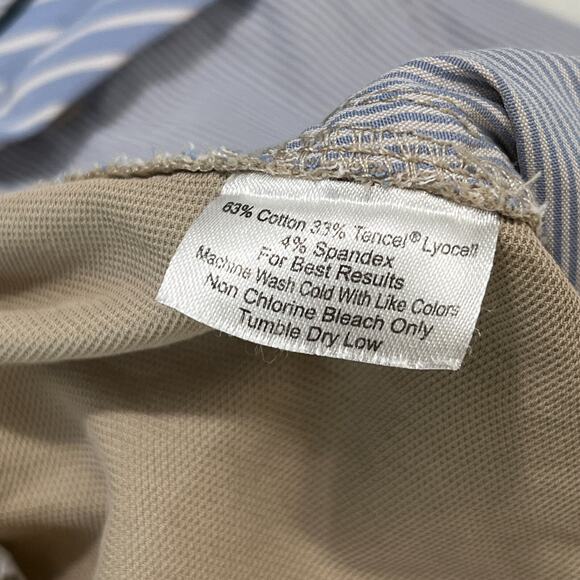 63% Cotton 33% Tencel® Lyocell
4% Spandex
For Best Results
Machine Wash Cold With Like Colors
Non Chlorine Bleach Only
Tumble Dry Low